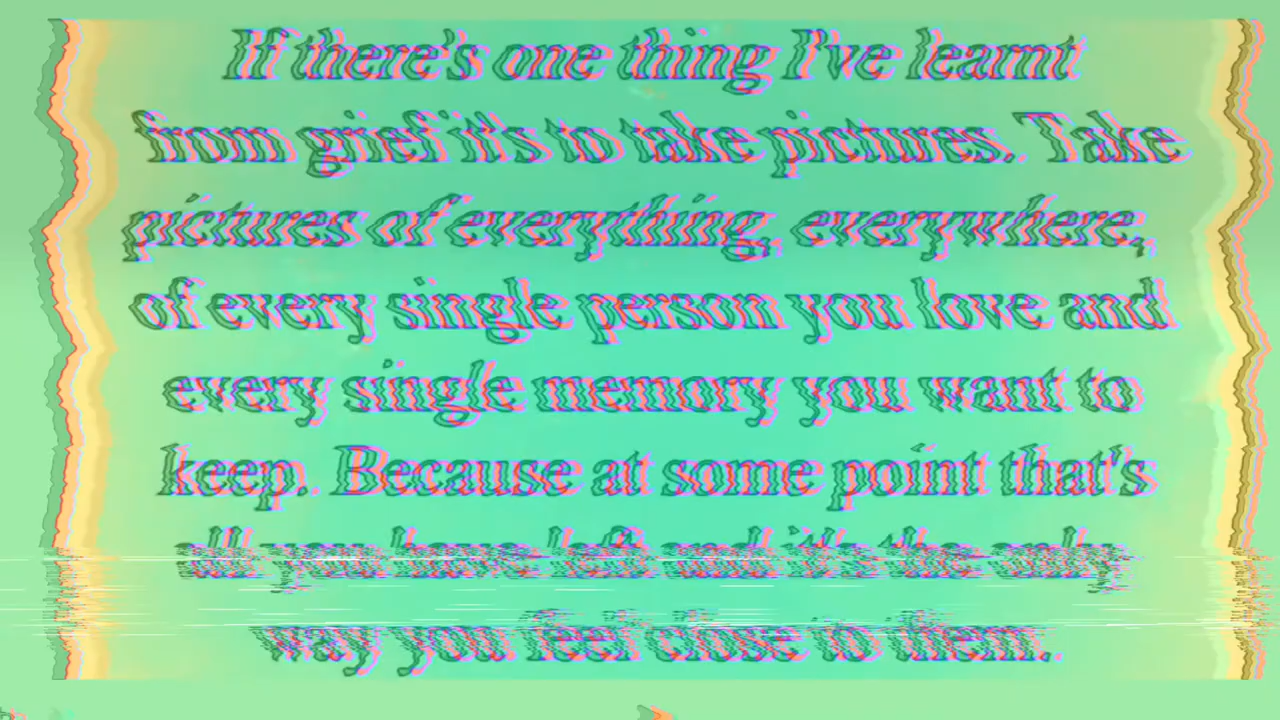 If there's one thing I've learnt
from grief it's to take pictures. Take
pictures of everything, everywhere,
of every single person you love and
every single memory you want to
keep. Because at some point that's
all you have left and it's the only
way you feel close to them.